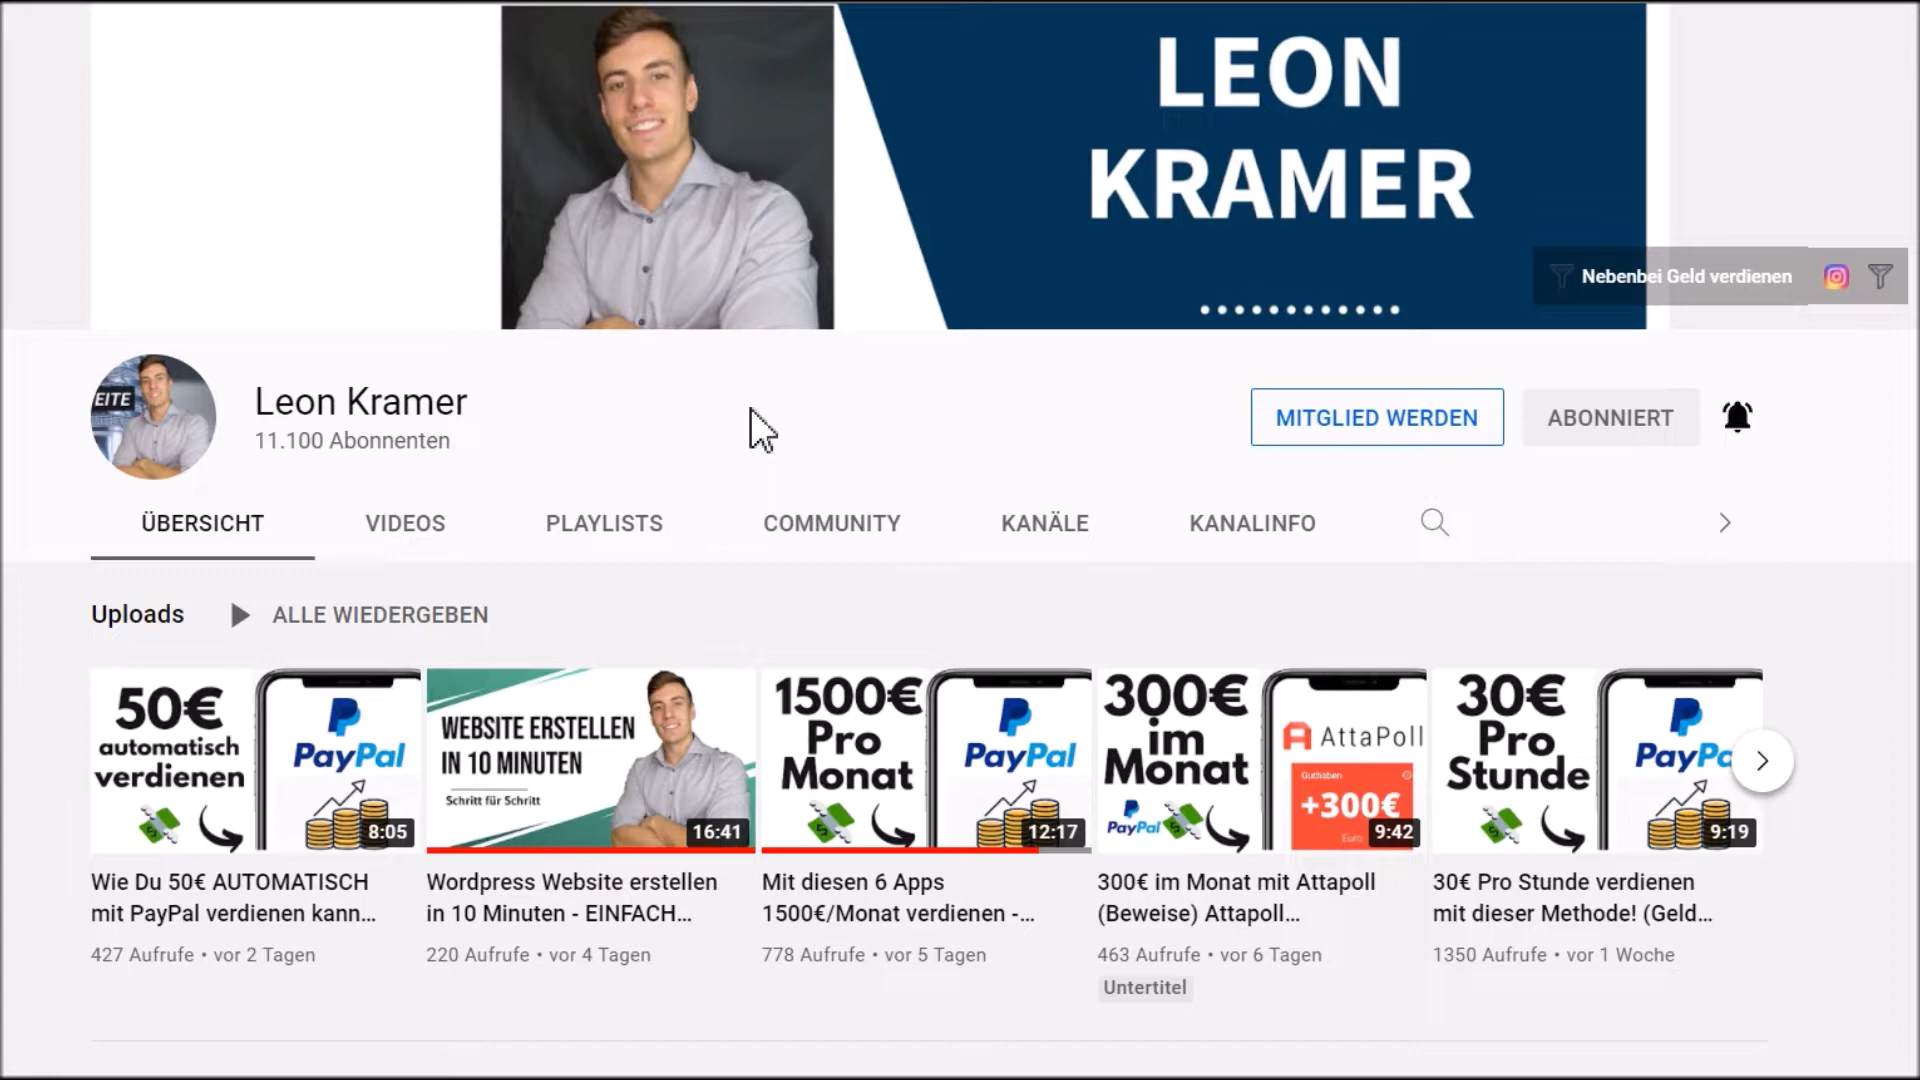 LEON
KRAMER
Nebenbei Geld verdienen
EITE
Leon Kramer
11.100 Abonnenten
MITGLIED WERDEN
ABONNIERT
ÜBERSICHT
VIDEOS
PLAYLISTS
COMMUNITY
KANÄLE
KANALINFO
Uploads
ALLE WIEDERGEBEN
50€
automatisch
verdienen
PayPal
8:05
WEBSITE ERSTELLEN
IN 10 MINUTEN
Schritt für Schritt
16:41
1500€
Pro
Monat
PayPal
12:17
300€
im
Monat
PayPal
AttaPoll
Guthaben
+300€
Euro
9:42
30€
Pro
Stunde
PayPa
9:19
Wie Du 50€ AUTOMATISCH
mit PayPal verdienen kann...
427 Aufrufe • vor 2 Tagen
Wordpress Website erstellen
in 10 Minuten - EINFACH...
220 Aufrufe • vor 4 Tagen
Mit diesen 6 Apps
1500€/Monat verdienen -...
778 Aufrufe • vor 5 Tagen
300€ im Monat mit Attapoll
(Beweise) Attapoll...
463 Aufrufe • vor 6 Tagen
Untertitel
30€ Pro Stunde verdienen
mit dieser Methode! (Geld...
1350 Aufrufe • vor 1 Woche